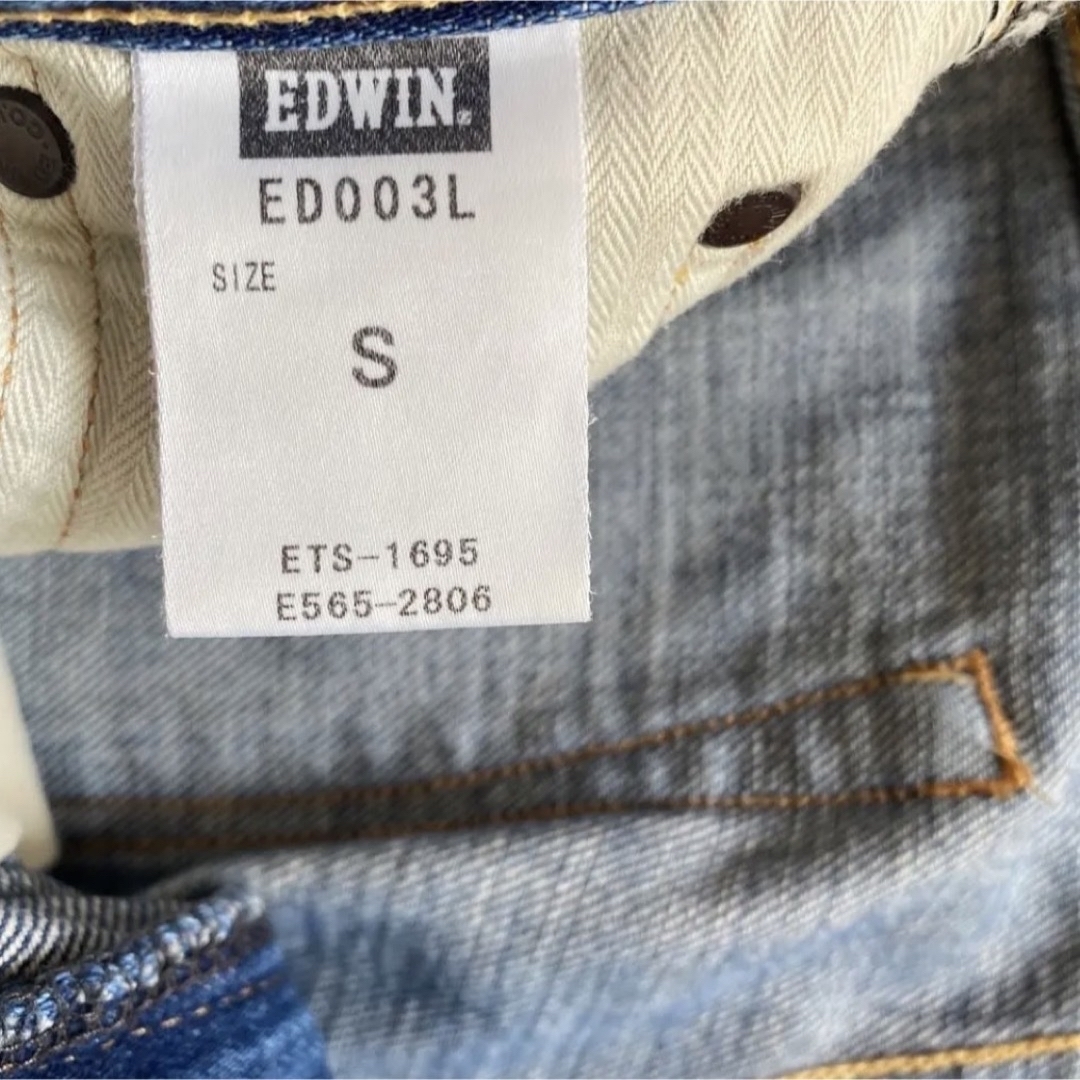 EDWIN.
ED003L
SIZE
S
ETS-1695
E565-2806